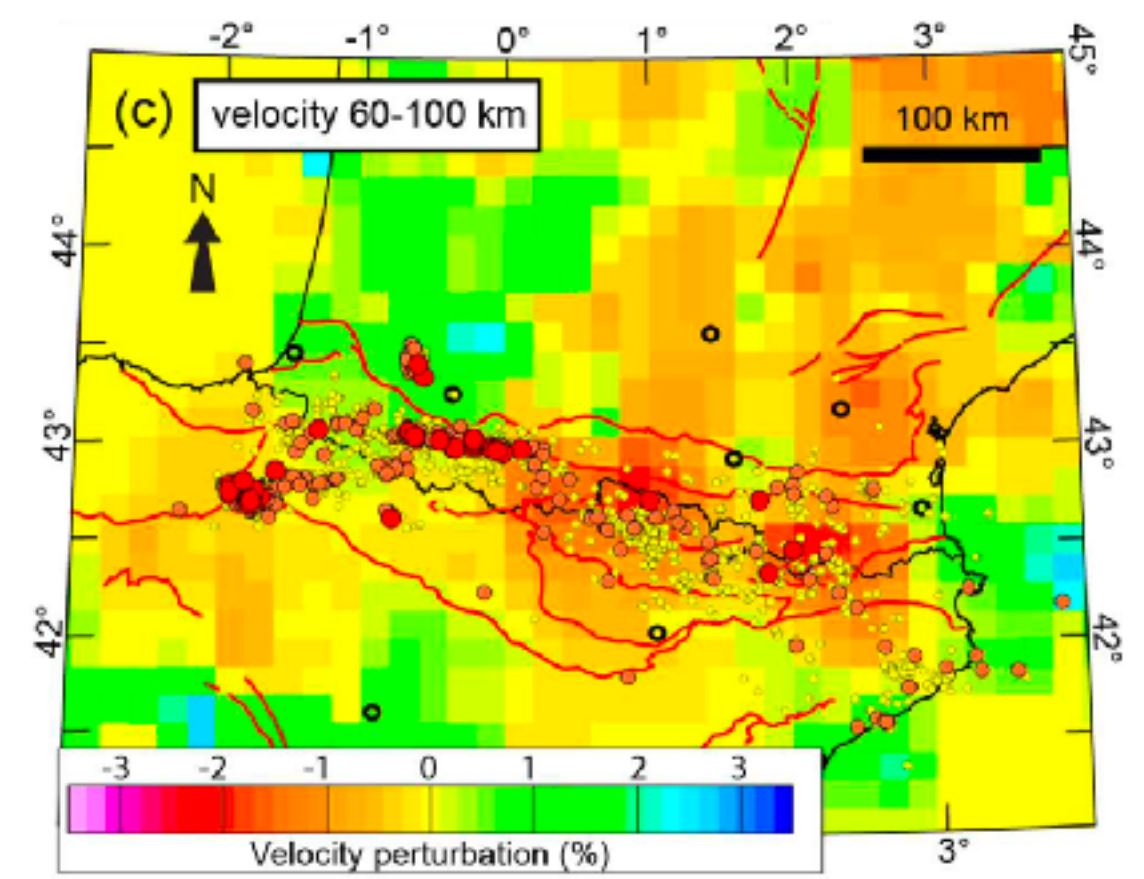 -2° -1° 0° 1° 2° 3° 45°
(c) velocity 60-100 km
100 km
N
44° 44°
43° 43°
42° 42°
-3 -2 -1 0 1 2 3
Velocity perturbation (%)
3°